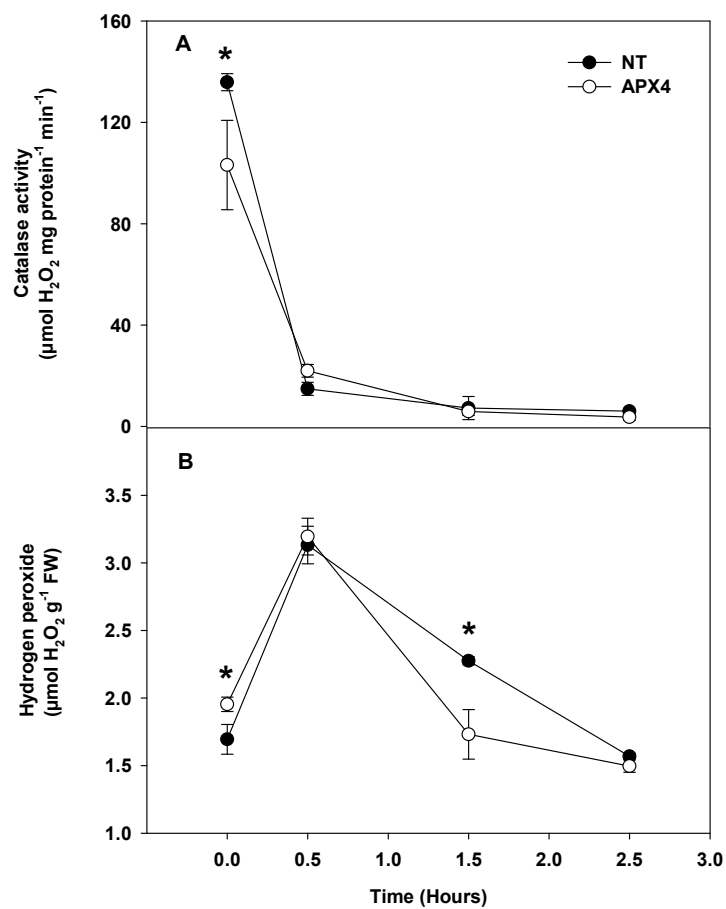 160
A
*
NT
APX4
120
80
40
0
Catalase activity
(μmol H₂O₂ mg protein⁻¹ min⁻¹)
B
3.5
3.0
2.5
2.0
1.5
1.0
*
*
Hydrogen peroxide
(μmol H₂O₂ g⁻¹ FW)
0.0 0.5 1.0 1.5 2.0 2.5 3.0
Time (Hours)